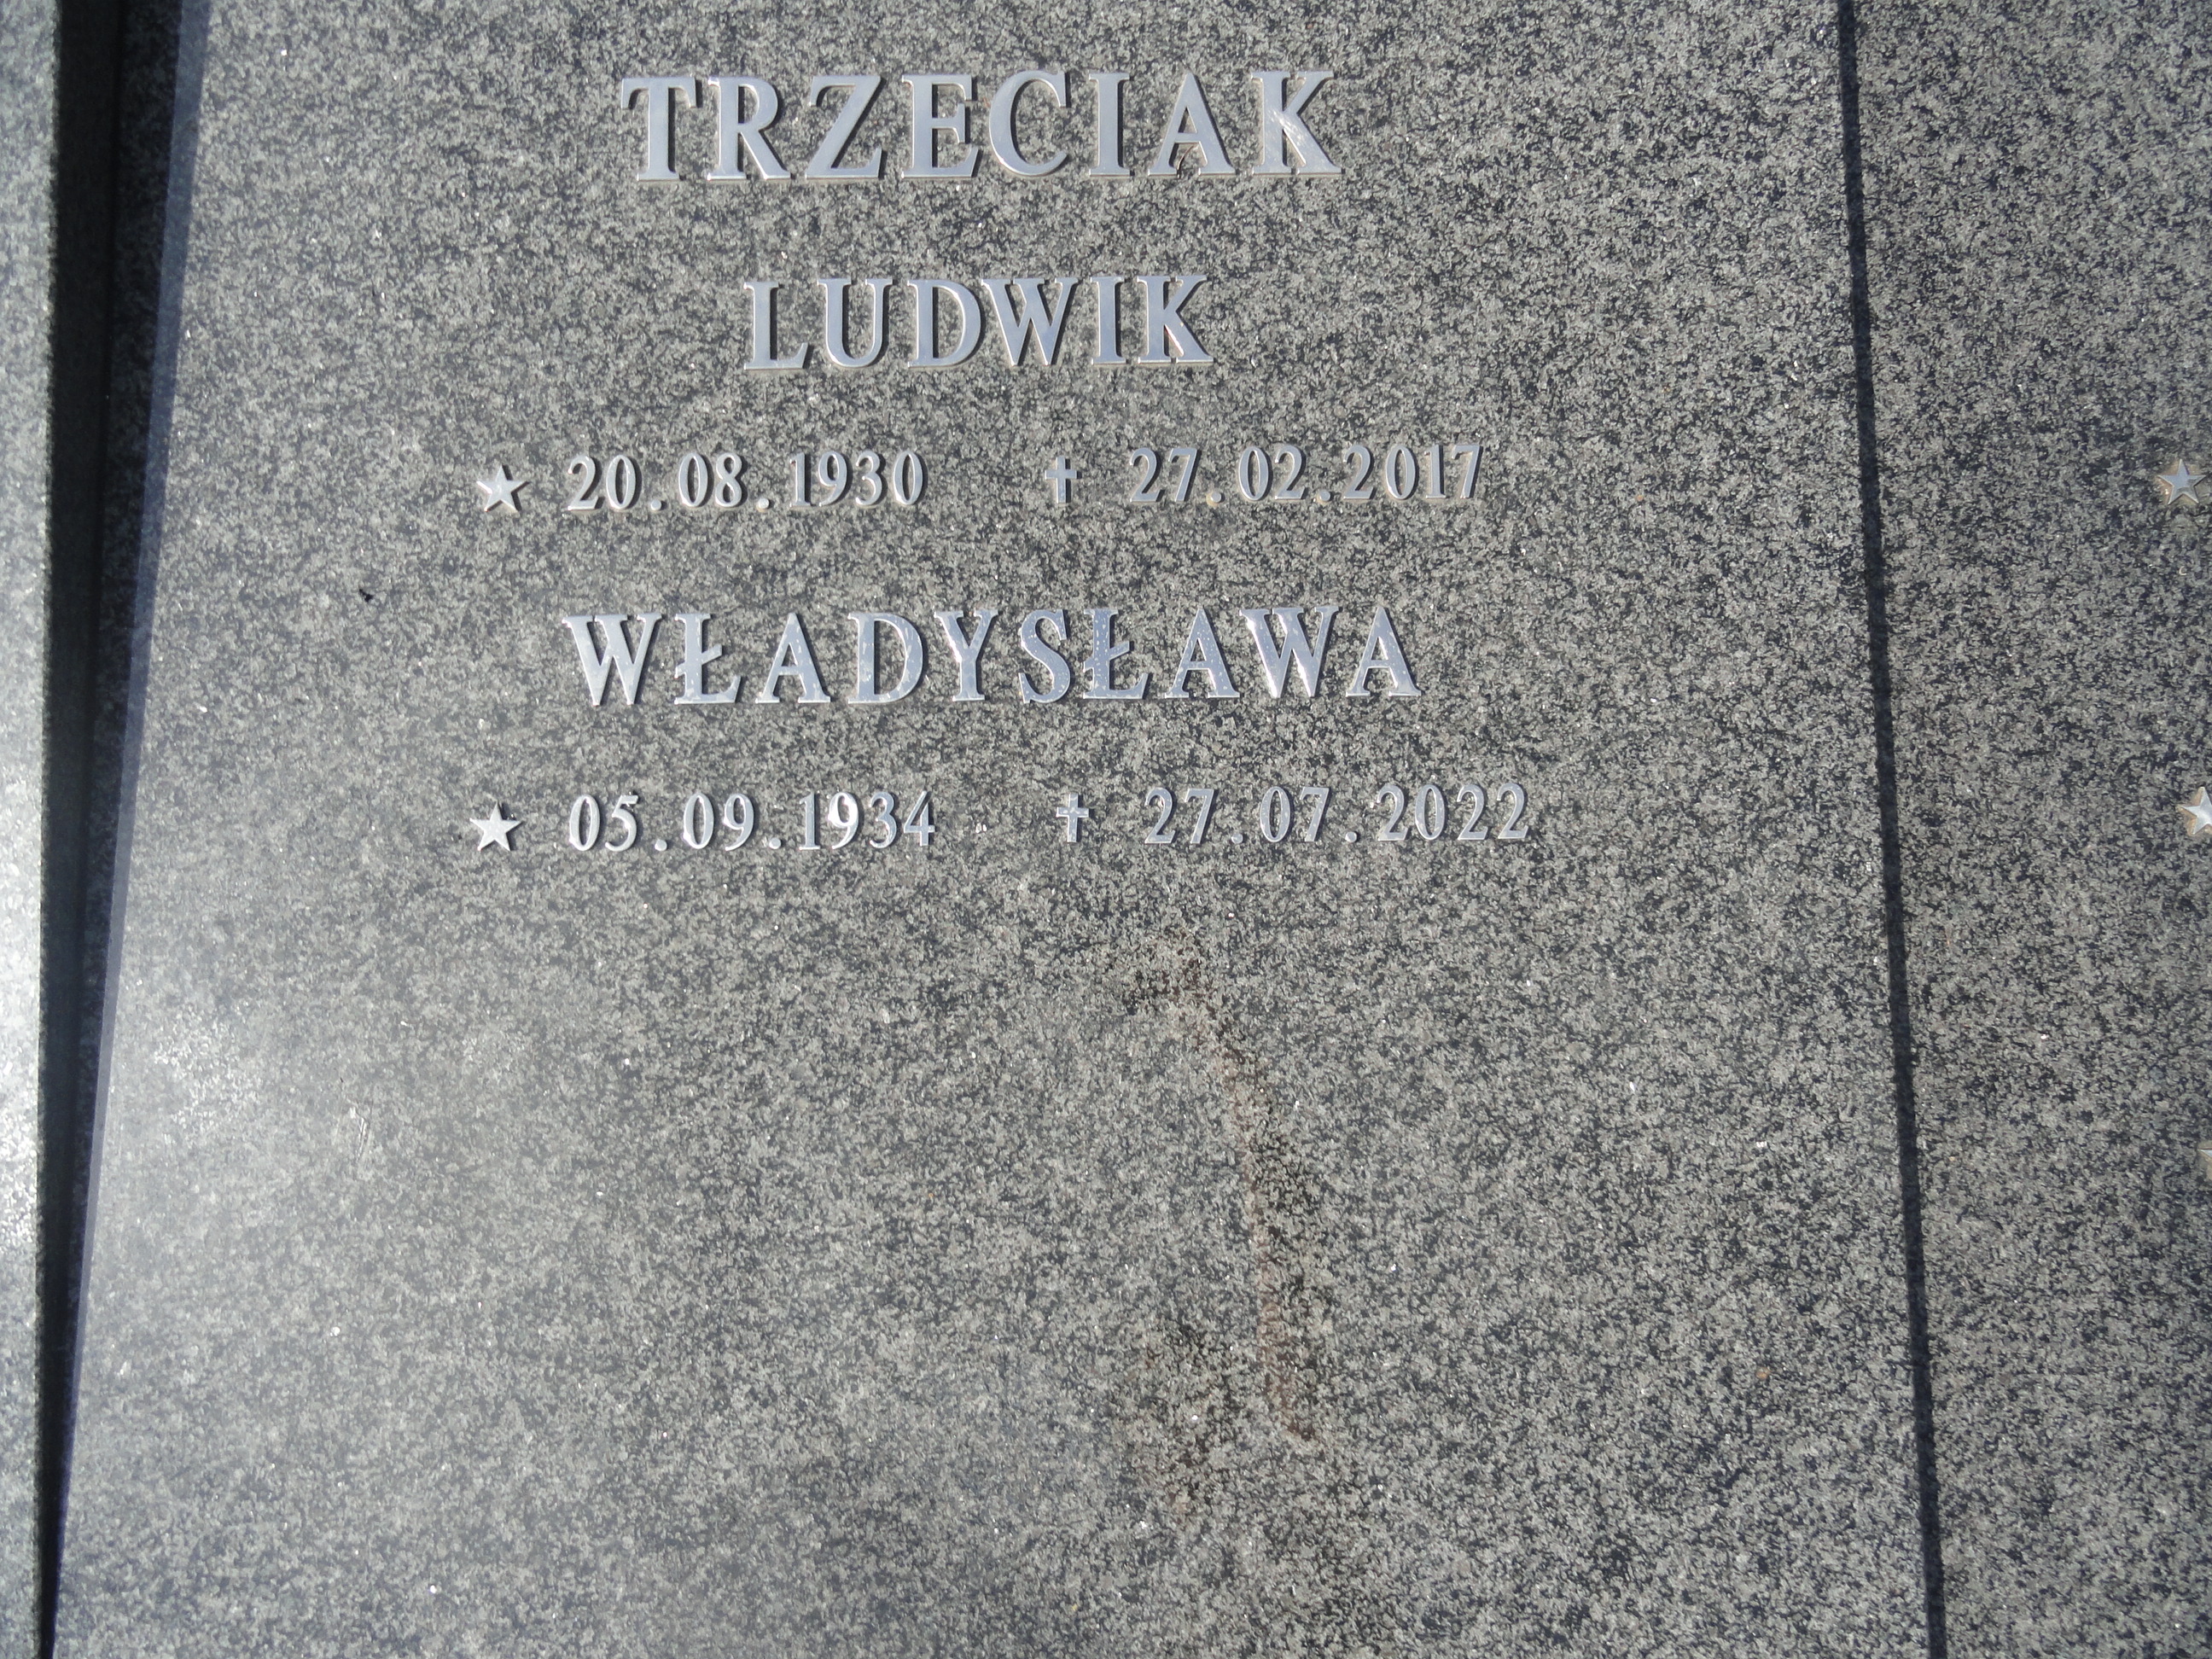 TRZECIAK
LUDWIK
★ 20.08.1930 ✝ 27.02.2017
WŁADYSŁAWA
★ 05.09.1934 ✝ 27.07.2022